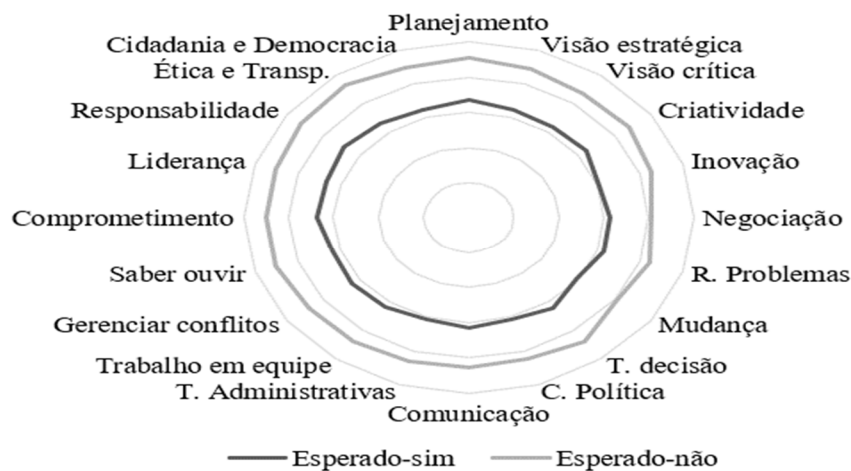 Planejamento
Cidadania e Democracia
Visão estratégica
Ética e Transp.
Visão crítica
Responsabilidade
Criatividade
Liderança
Inovação
Comprometimento
Negociação
Saber ouvir
R. Problemas
Gerenciar conflitos
Mudança
Trabalho em equipe
T. decisão
T. Administrativas
C. Política
Comunicação
Esperado-sim
Esperado-não